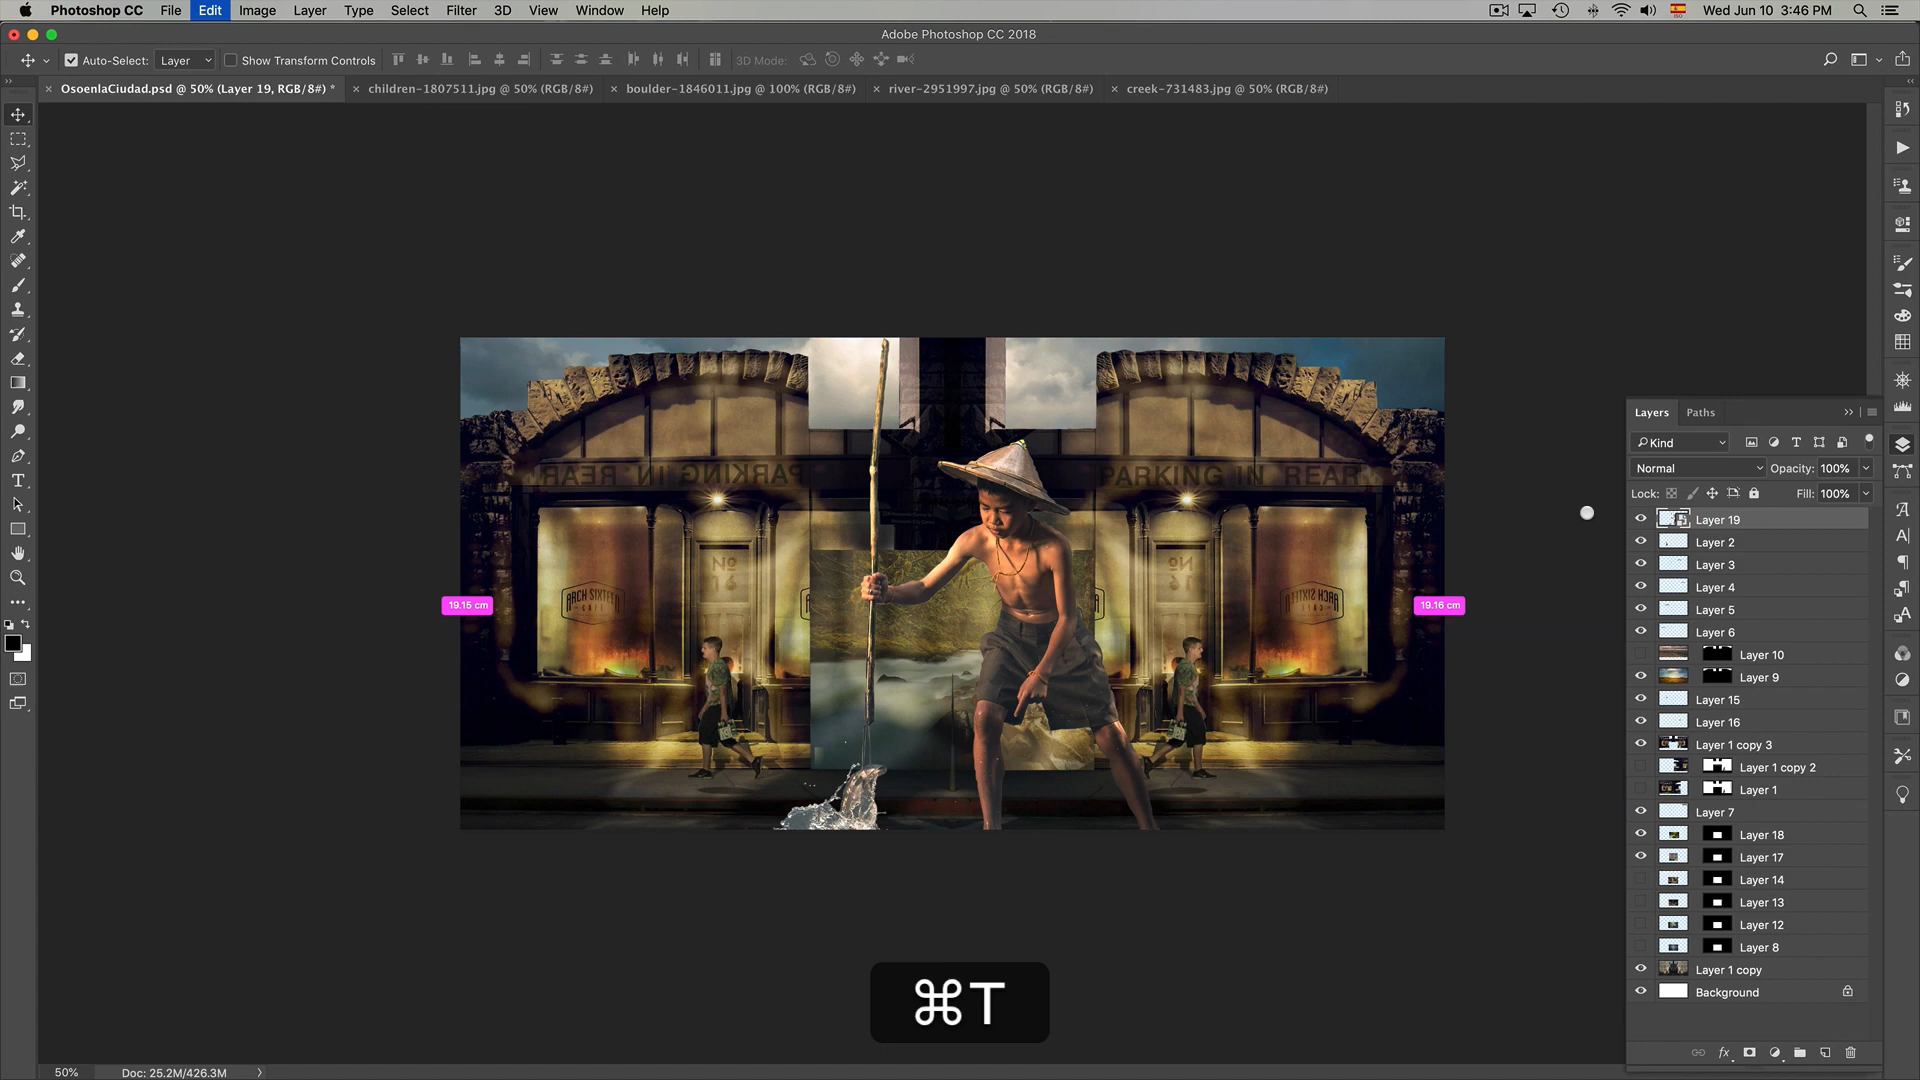 Photoshop CC File Edit Image Layer Type Select Filter 3D View Window Help Wed Jun 10 3:46 PM
Adobe Photoshop CC 2018
Auto-Select: Layer Show Transform Controls 3D Mode:
OsoenlaCiudad.psd @ 50% (Layer 19, RGB/8#) * children-1807511.jpg @ 50% (RGB/8#) boulder-1846011.jpg @ 100% (RGB/8#) river-2951997.jpg @ 50% (RGB/8#) creek-731483.jpg @ 50% (RGB/8#)
Layers Paths
Kind
Normal Opacity: 100%
Lock: Fill: 100%
PARKING IN REAR
19.15 cm
19.16 cm
ARCH SIXTEEN
Layer 19
Layer 2
Layer 3
Layer 4
Layer 5
Layer 6
Layer 10
Layer 9
Layer 15
Layer 16
Layer 1 copy 3
Layer 1 copy 2
Layer 1
Layer 7
Layer 18
Layer 17
Layer 14
Layer 13
Layer 12
Layer 8
Layer 1 copy
Background
fx
⌘T
50% Doc: 25.2M/426.3M